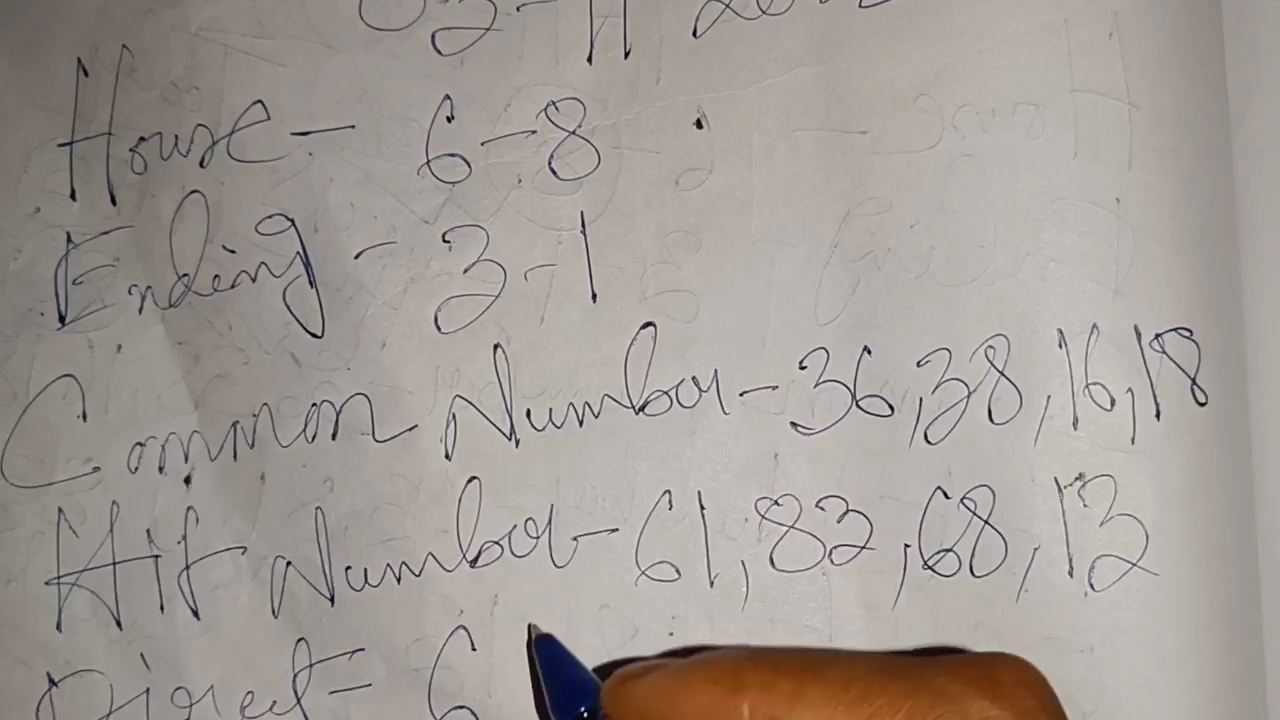 House - 6-8
Ending - 3-1
Common Number - 36,38,16,18
Hit Number - 61,83,68,13
Direct = 6